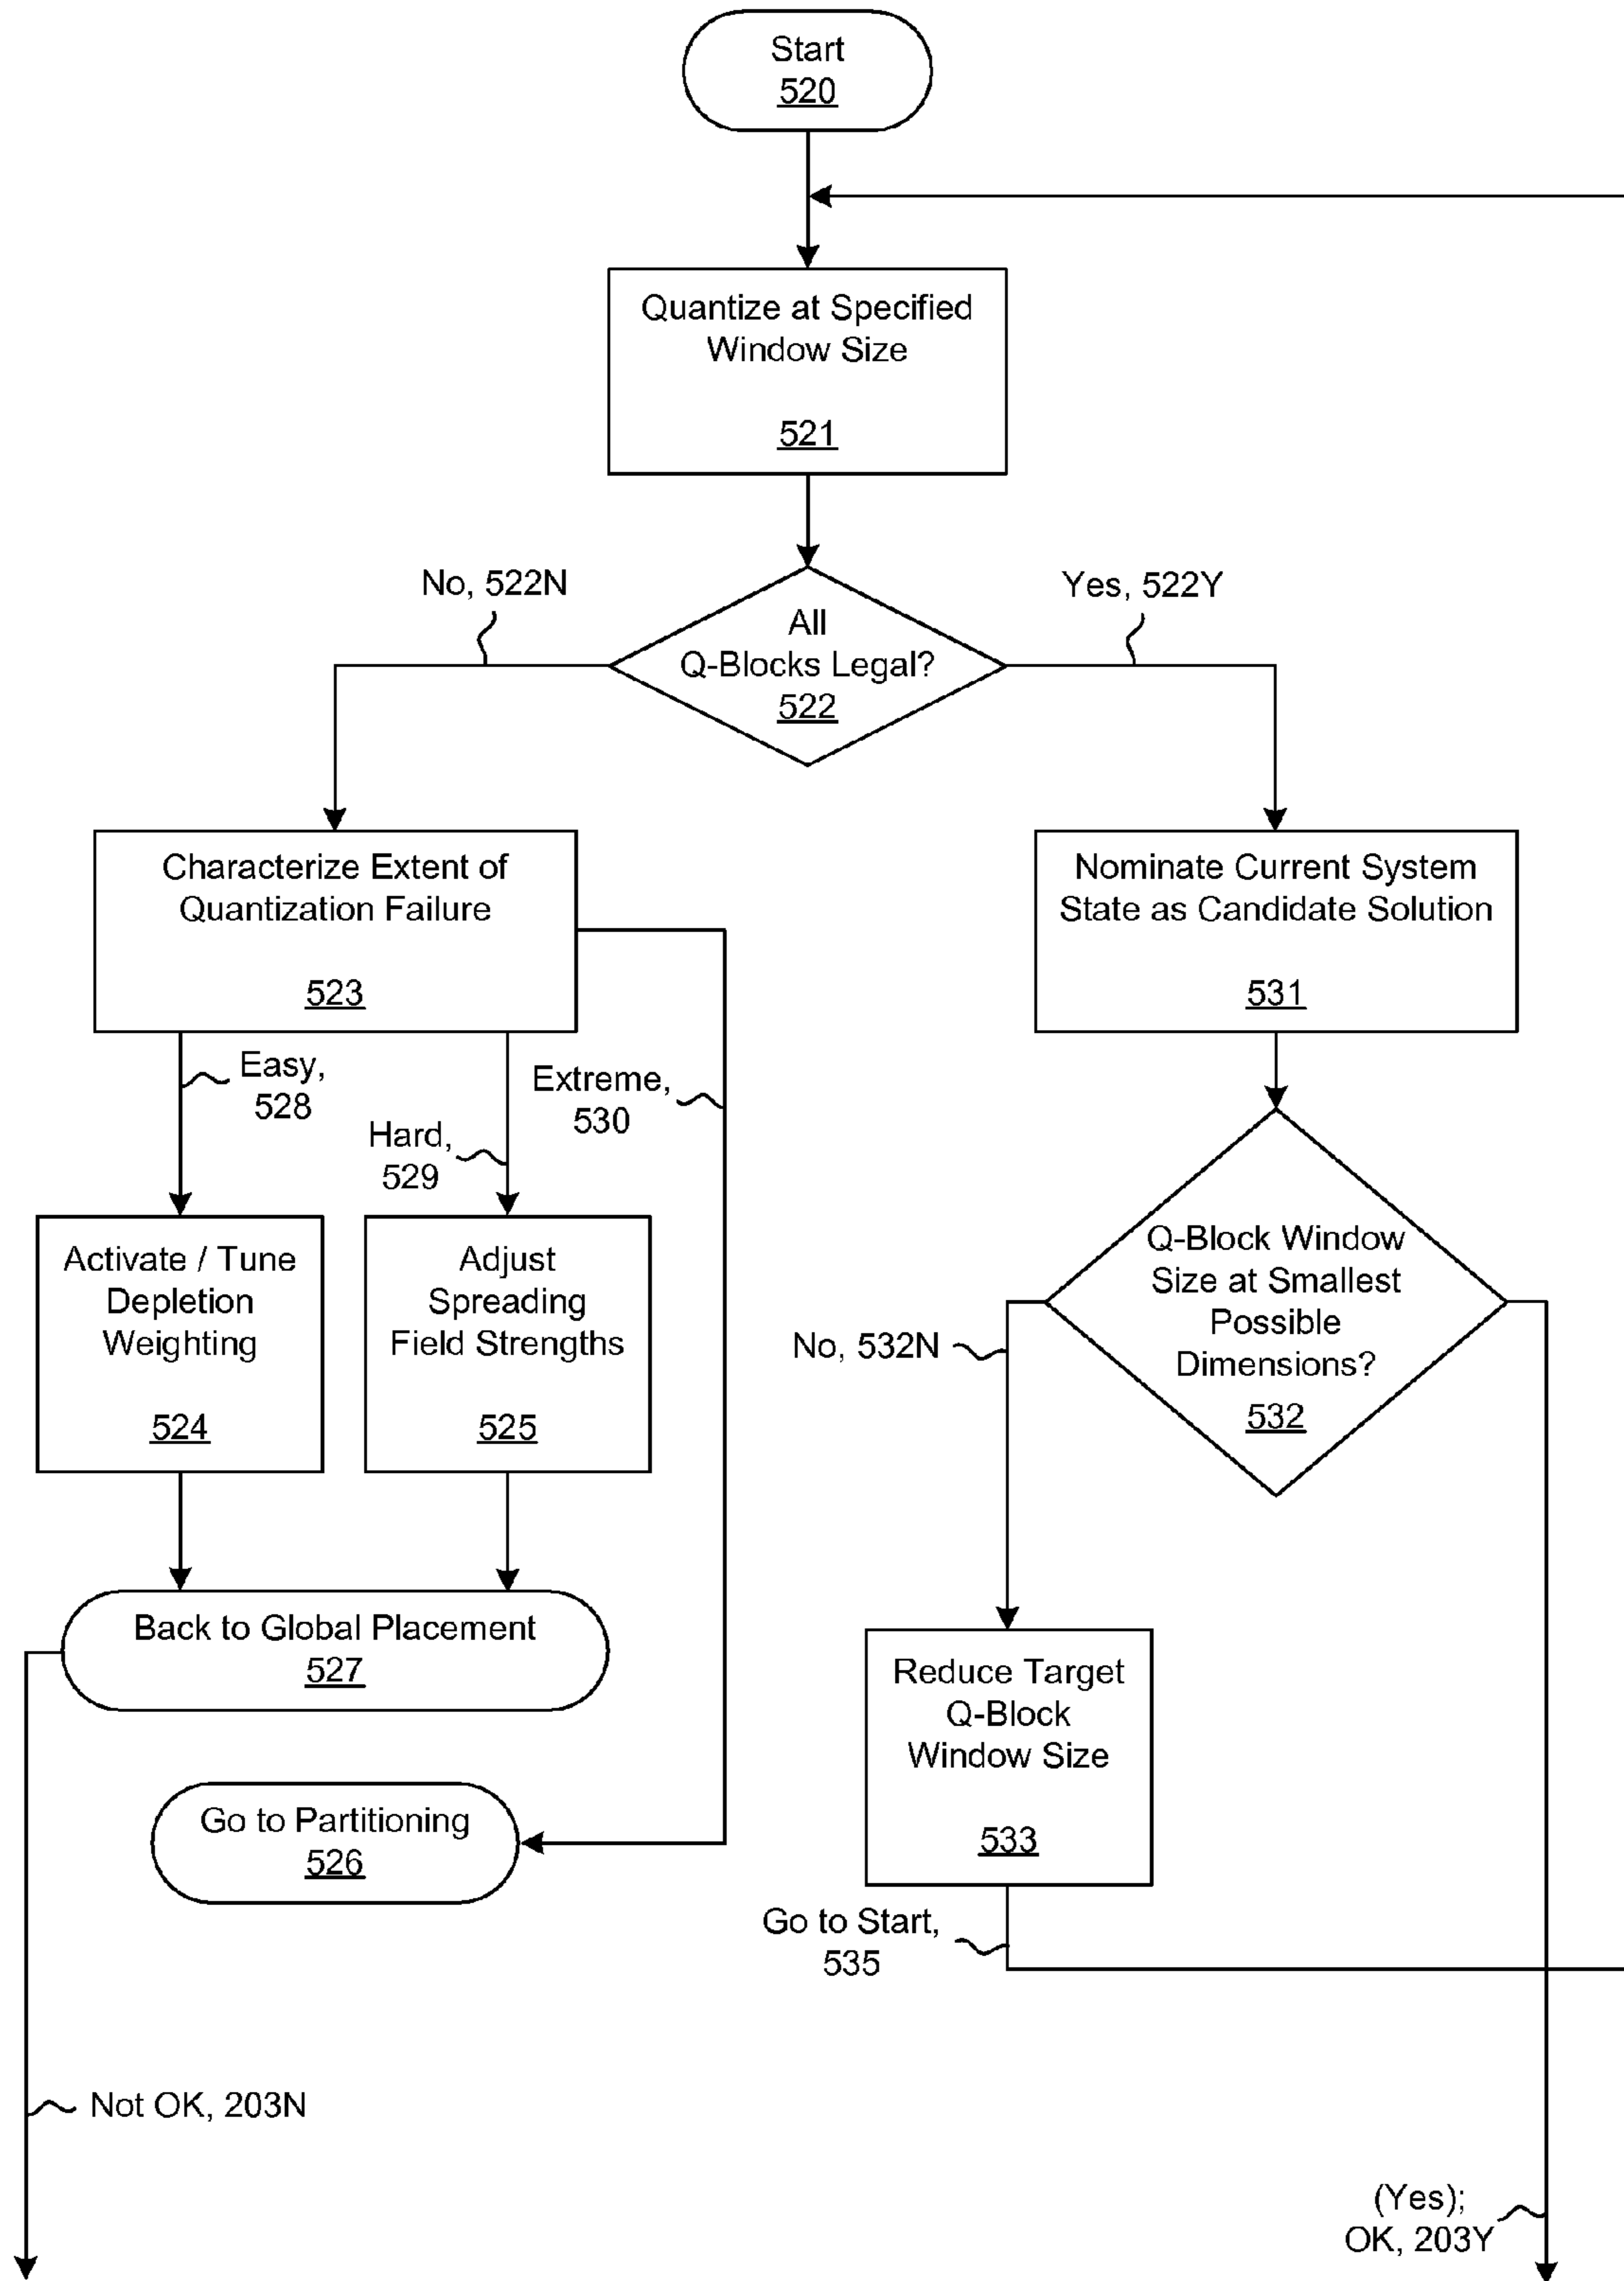 Start
520
Quantize at Specified
Window Size
521
No, 522N
Yes, 522Y
All
Q-Blocks Legal?
522
Characterize Extent of
Quantization Failure
523
Nominate Current System
State as Candidate Solution
531
Easy,
528
Hard,
529
Extreme,
530
Activate / Tune
Depletion
Weighting
524
Adjust
Spreading
Field Strengths
525
Q-Block Window
Size at Smallest
Possible
Dimensions?
532
No, 532N
Back to Global Placement
527
Reduce Target
Q-Block
Window Size
533
Go to Partitioning
526
Go to Start,
535
Not OK, 203N
(Yes);
OK, 203Y